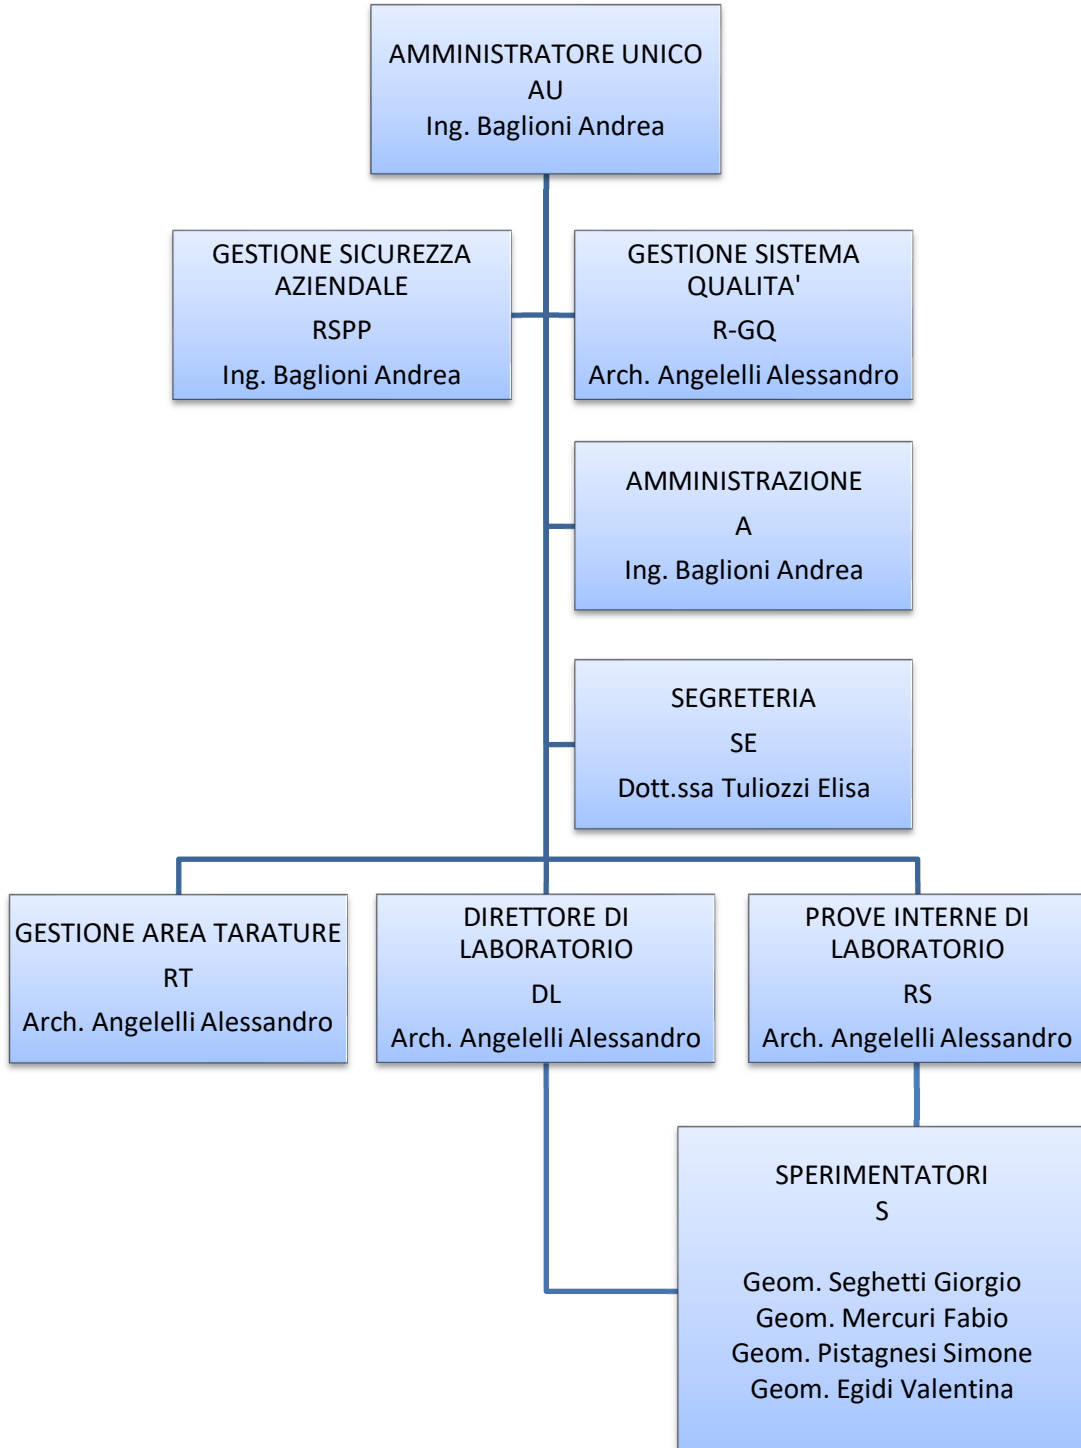 AMMINISTRATORE UNICO
AU
Ing. Baglioni Andrea
GESTIONE SICUREZZA
AZIENDALE
RSPP
Ing. Baglioni Andrea
GESTIONE SISTEMA
QUALITA'
R-GQ
Arch. Angelelli Alessandro
AMMINISTRAZIONE
A
Ing. Baglioni Andrea
SEGRETERIA
SE
Dott.ssa Tuliozzi Elisa
GESTIONE AREA TARATURE
RT
Arch. Angelelli Alessandro
DIRETTORE DI
LABORATORIO
DL
Arch. Angelelli Alessandro
PROVE INTERNE DI
LABORATORIO
RS
Arch. Angelelli Alessandro
SPERIMENTATORI
S
Geom. Seghetti Giorgio
Geom. Mercuri Fabio
Geom. Pistagnesi Simone
Geom. Egidi Valentina